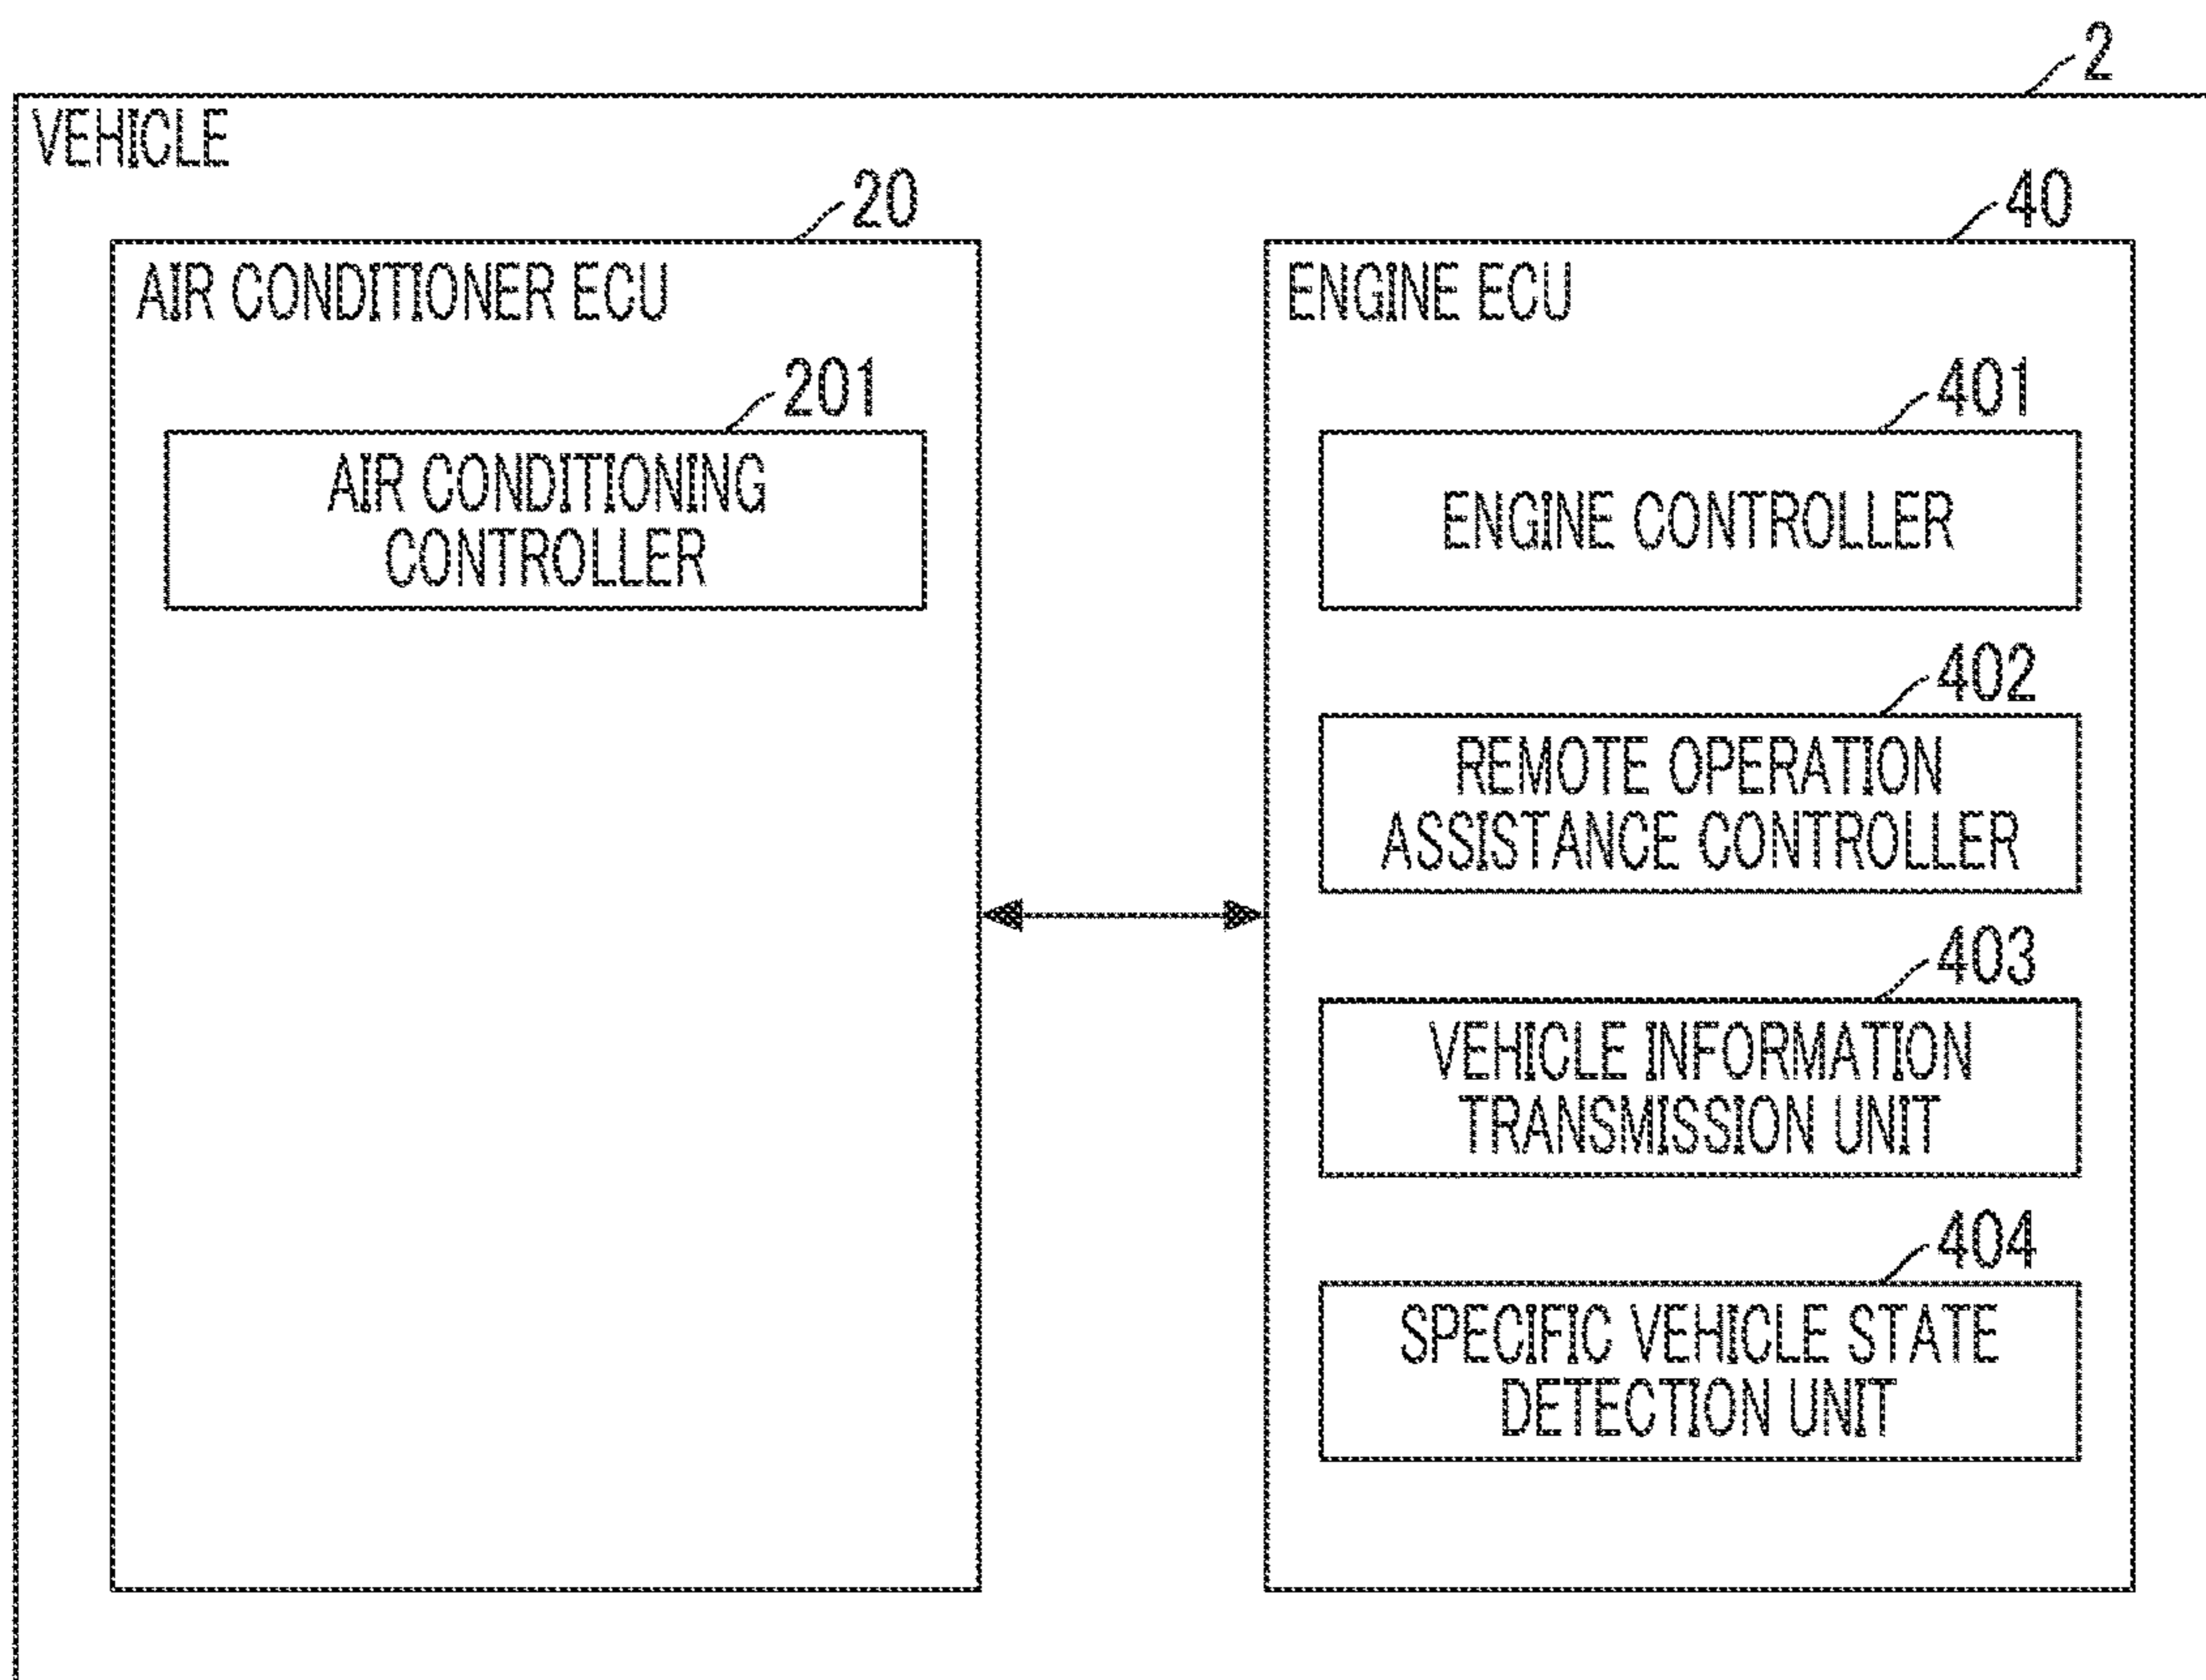 2
VEHICLE
20
AIR CONDITIONER ECU
201
AIR CONDITIONING
CONTROLLER
40
ENGINE ECU
401
ENGINE CONTROLLER
402
REMOTE OPERATION
ASSISTANCE CONTROLLER
403
VEHICLE INFORMATION
TRANSMISSION UNIT
404
SPECIFIC VEHICLE STATE
DETECTION UNIT